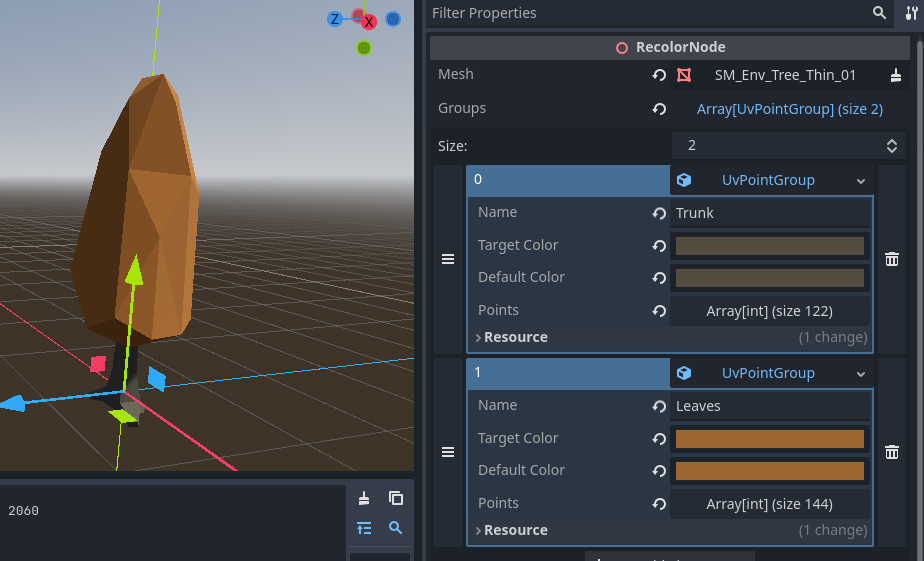 Z
X
2060
Filter Properties
RecolorNode
Mesh
SM_Env_Tree_Thin_01
Groups
Array[UvPointGroup] (size 2)
Size:
2
0
UvPointGroup
Name
Trunk
Target Color
Default Color
Points
Array[int] (size 122)
Resource
(1 change)
1
UvPointGroup
Name
Leaves
Target Color
Default Color
Points
Array[int] (size 144)
Resource
(1 change)